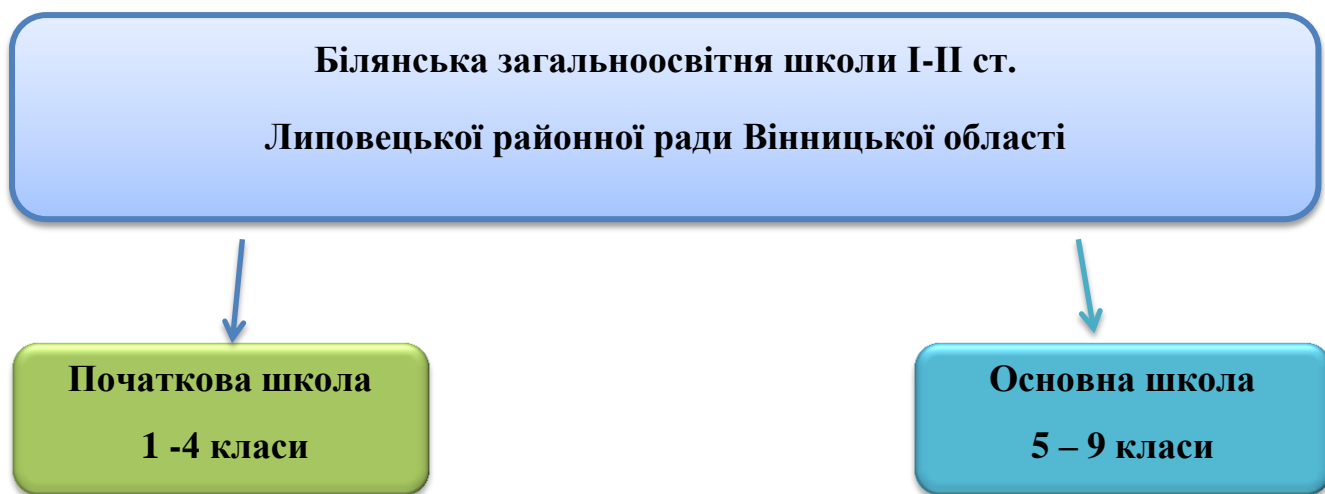 Білянська загальноосвітня школи І-ІІ ст.
Липовецької районної ради Вінницької області
Початкова школа
1 -4 класи
Основна школа
5 – 9 класи